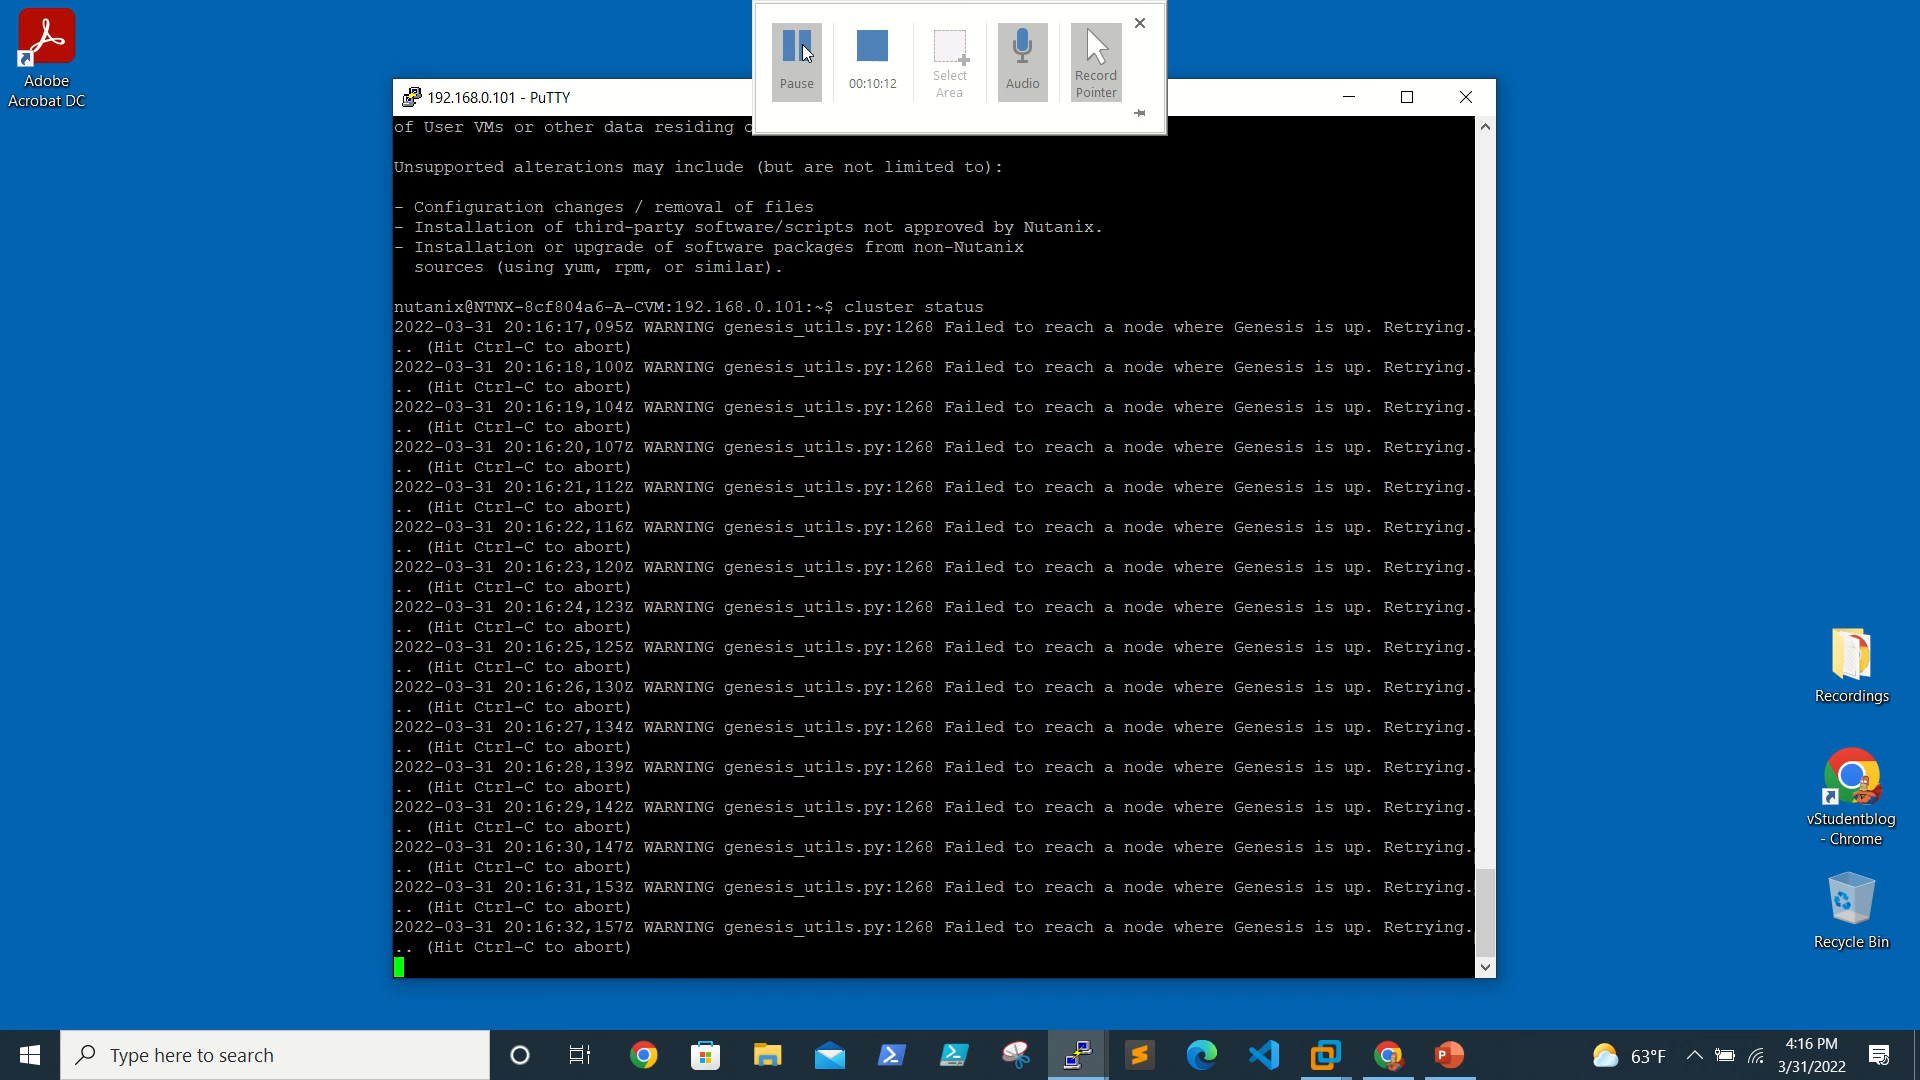 Adobe
Acrobat DC
Pause
00:10:12
Select
Area
Audio
Record
Pointer
192.168.0.101 - PuTTY
of User VMs or other data residing
Unsupported alterations may include (but are not limited to):
- Configuration changes / removal of files
- Installation of third-party software/scripts not approved by Nutanix.
- Installation or upgrade of software packages from non-Nutanix
sources (using yum, rpm, or similar).
nutanix@NTNX-8cf804a6-A-CVM:192.168.0.101:~$ cluster status
2022-03-31 20:16:17,095Z WARNING genesis_utils.py:1268 Failed to reach a node where Genesis is up. Retrying.
.. (Hit Ctrl-C to abort)
2022-03-31 20:16:18,100Z WARNING genesis_utils.py:1268 Failed to reach a node where Genesis is up. Retrying.
.. (Hit Ctrl-C to abort)
2022-03-31 20:16:19,104Z WARNING genesis_utils.py:1268 Failed to reach a node where Genesis is up. Retrying.
.. (Hit Ctrl-C to abort)
2022-03-31 20:16:20,107Z WARNING genesis_utils.py:1268 Failed to reach a node where Genesis is up. Retrying.
.. (Hit Ctrl-C to abort)
2022-03-31 20:16:21,112Z WARNING genesis_utils.py:1268 Failed to reach a node where Genesis is up. Retrying.
.. (Hit Ctrl-C to abort)
2022-03-31 20:16:22,116Z WARNING genesis_utils.py:1268 Failed to reach a node where Genesis is up. Retrying.
.. (Hit Ctrl-C to abort)
2022-03-31 20:16:23,120Z WARNING genesis_utils.py:1268 Failed to reach a node where Genesis is up. Retrying.
.. (Hit Ctrl-C to abort)
2022-03-31 20:16:24,123Z WARNING genesis_utils.py:1268 Failed to reach a node where Genesis is up. Retrying.
.. (Hit Ctrl-C to abort)
2022-03-31 20:16:25,125Z WARNING genesis_utils.py:1268 Failed to reach a node where Genesis is up. Retrying.
.. (Hit Ctrl-C to abort)
2022-03-31 20:16:26,130Z WARNING genesis_utils.py:1268 Failed to reach a node where Genesis is up. Retrying.
.. (Hit Ctrl-C to abort)
2022-03-31 20:16:27,134Z WARNING genesis_utils.py:1268 Failed to reach a node where Genesis is up. Retrying.
.. (Hit Ctrl-C to abort)
2022-03-31 20:16:28,139Z WARNING genesis_utils.py:1268 Failed to reach a node where Genesis is up. Retrying.
.. (Hit Ctrl-C to abort)
2022-03-31 20:16:29,142Z WARNING genesis_utils.py:1268 Failed to reach a node where Genesis is up. Retrying.
.. (Hit Ctrl-C to abort)
2022-03-31 20:16:30,147Z WARNING genesis_utils.py:1268 Failed to reach a node where Genesis is up. Retrying.
.. (Hit Ctrl-C to abort)
2022-03-31 20:16:31,153Z WARNING genesis_utils.py:1268 Failed to reach a node where Genesis is up. Retrying.
.. (Hit Ctrl-C to abort)
2022-03-31 20:16:32,157Z WARNING genesis_utils.py:1268 Failed to reach a node where Genesis is up. Retrying.
.. (Hit Ctrl-C to abort)
Recordings
vStudentblog
- Chrome
Recycle Bin
Type here to search
63°F
4:16 PM
3/31/2022